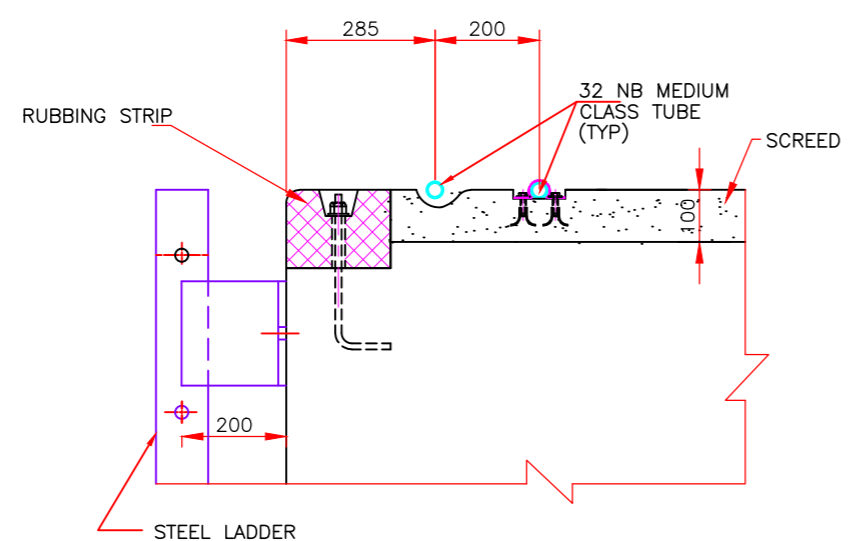 285
200
32 NB MEDIUM
CLASS TUBE
(TYP)
RUBBING STRIP
SCREED
100
200
STEEL LADDER